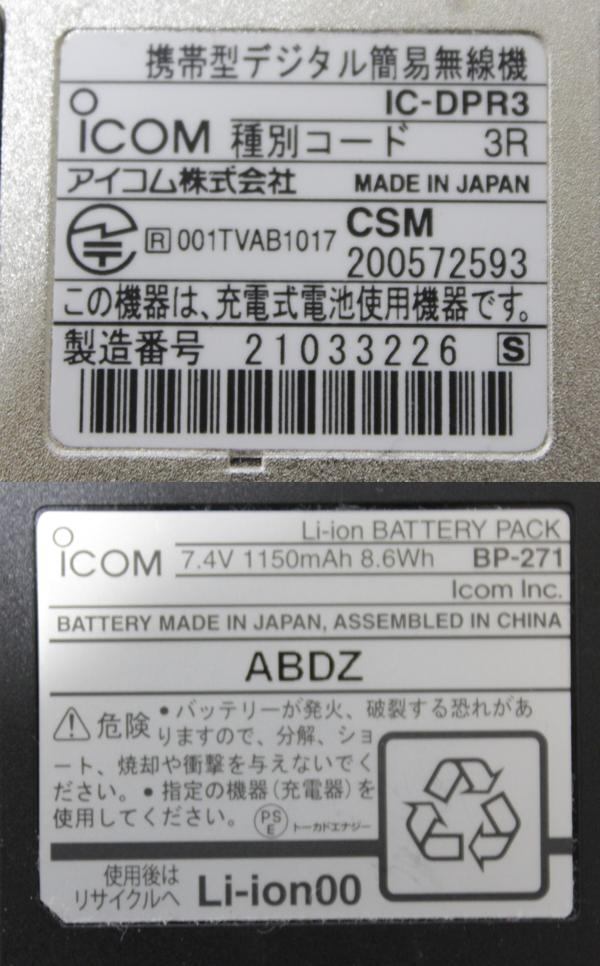 携帯型デジタル簡易無線機
IC-DPR3
ICOM 種別コード 3R
アイコム株式会社 MADE IN JAPAN
R 001TVAB1017 CSM
200572593
この機器は、充電式電池使用機器です。
製造番号 21033226 S
Li-ion BATTERY PACK
ICOM 7.4V 1150mAh 8.6Wh BP-271
Icom Inc.
BATTERY MADE IN JAPAN, ASSEMBLED IN CHINA
ABDZ
危険 •バッテリーが発火、破裂する恐れがあ
りますので、分解、ショ
ート、焼却や衝撃を与えないでく
ださい。•指定の機器(充電器)を
使用してください。 PSE トーカドエナジー
使用後は
リサイクルへ Li-ion00